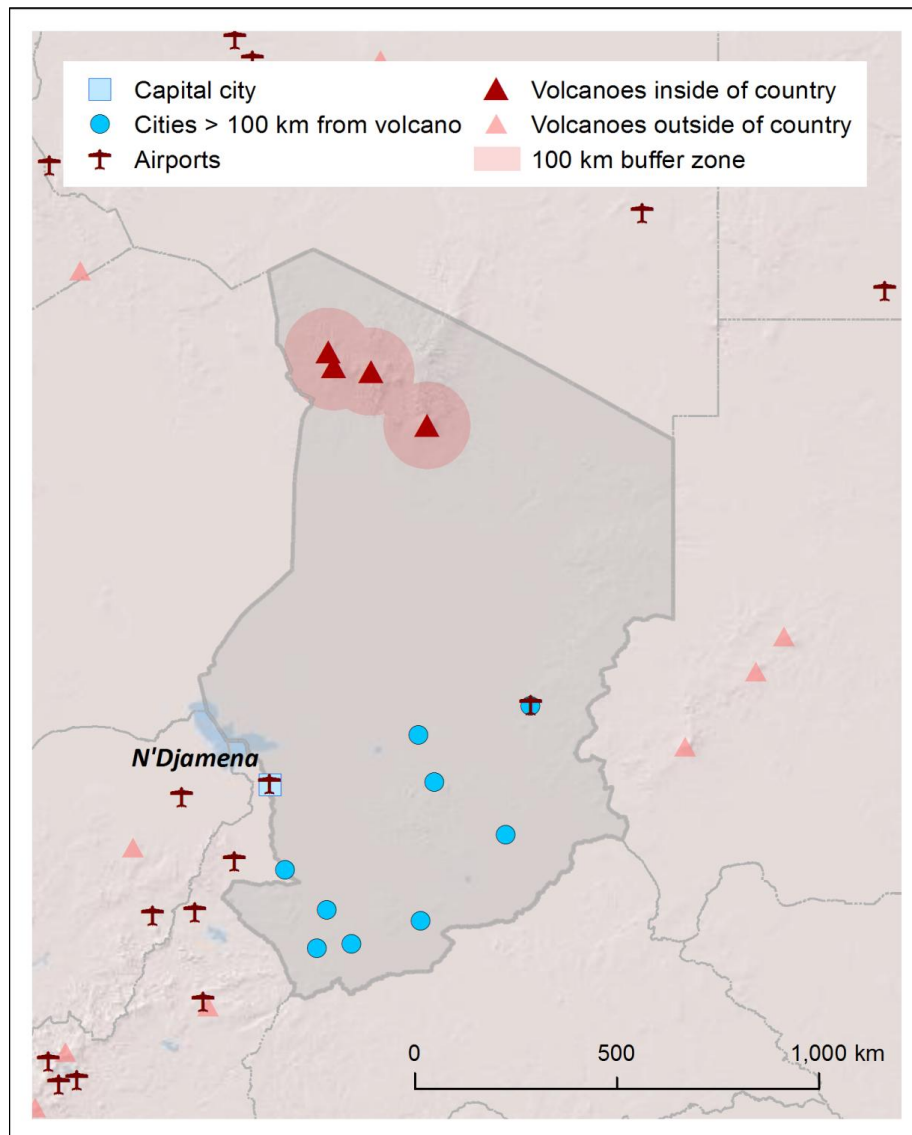 Capital city
Cities > 100 km from volcano
Airports
Volcanoes inside of country
Volcanoes outside of country
100 km buffer zone
N'Djamena
0 500 1,000 km